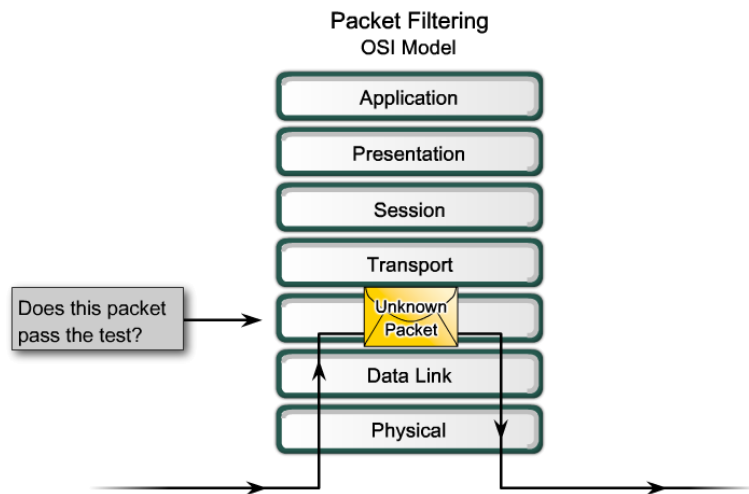 Packet Filtering
OSI Model
Application
Presentation
Session
Transport
Does this packet
pass the test?
Unknown
Packet
Data Link
Physical